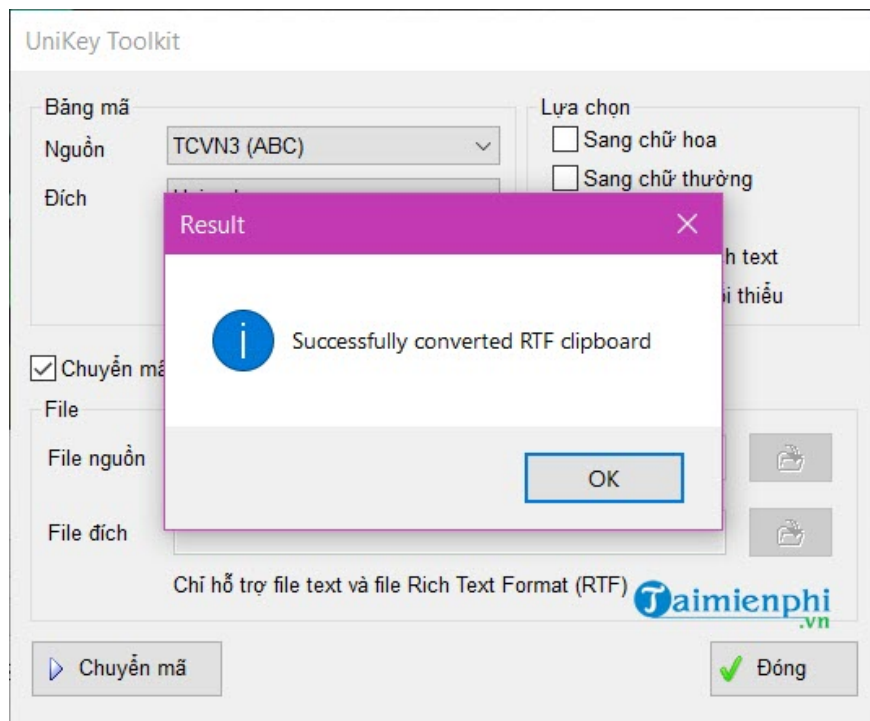 UniKey Toolkit
Bảng mã
Nguồn
TCVN3 (ABC)
Đích
Lựa chọn
Sang chữ hoa
Sang chữ thường
text
thiểu
Result
Successfully converted RTF clipboard
OK
Chuyển
File
File nguồn
File đích
Chỉ hỗ trợ file text và file Rich Text Format (RTF)
Taimienphi
.vn
Chuyển mã
Đóng